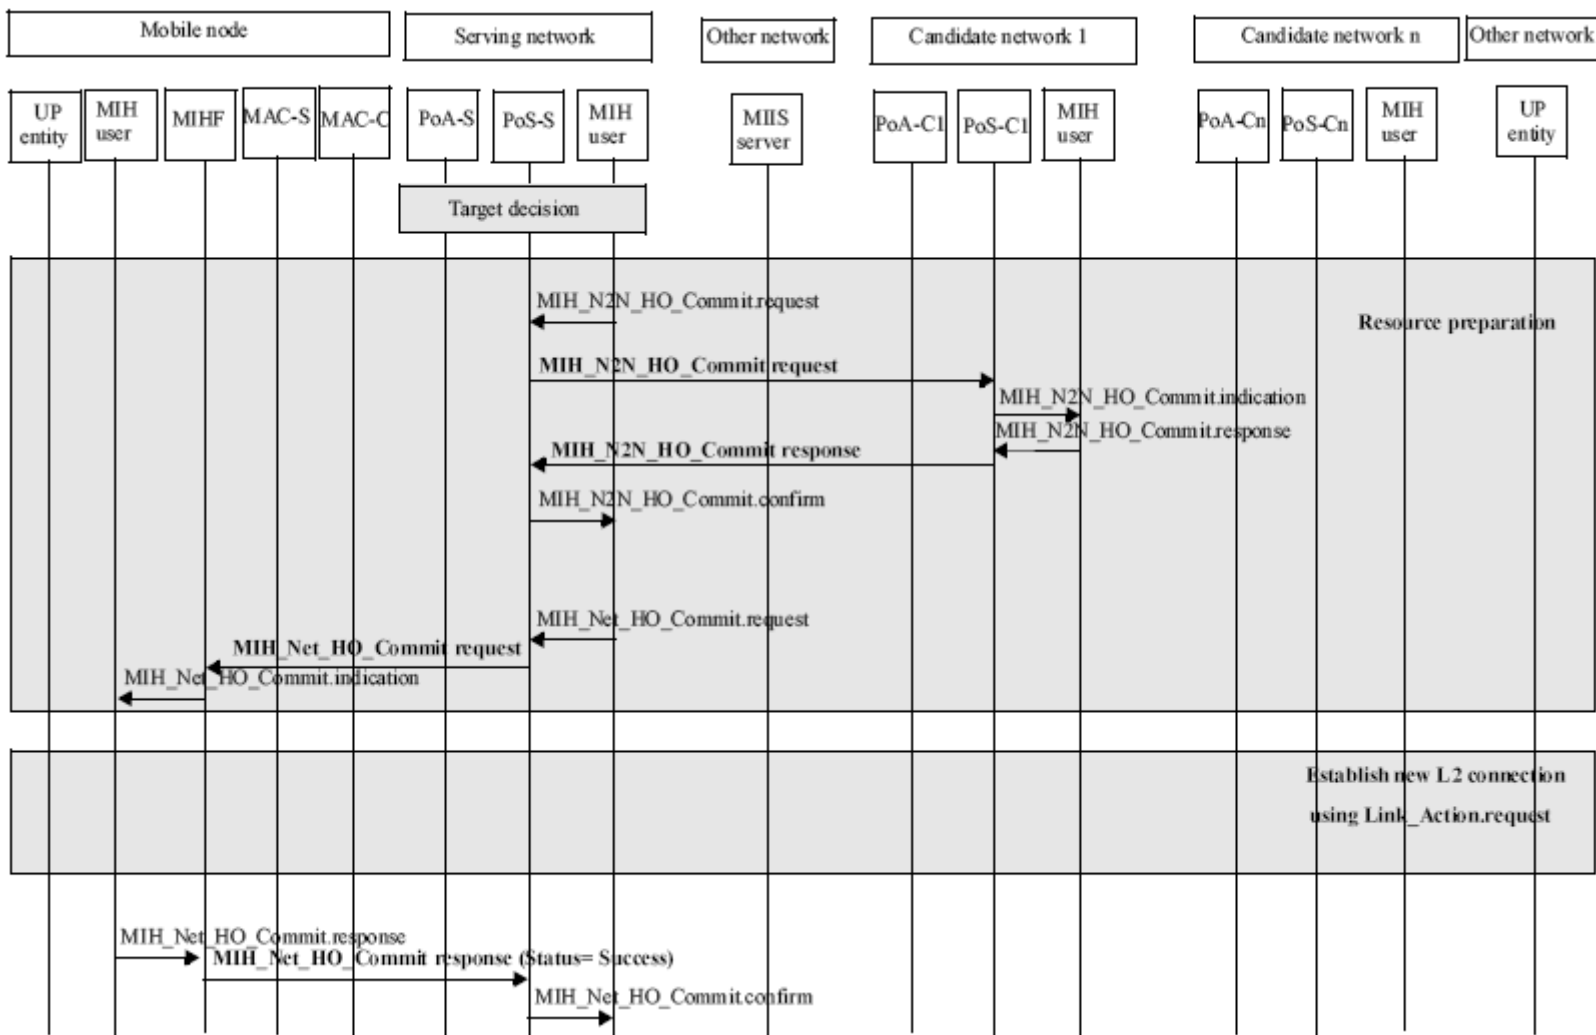 Mobile node
Serving network
Other network
Candidate network 1
Candidate network n
Other network
UP
entity
MIH
user
MIHF
MAC-S
MAC-C
PoA-S
PoS-S
MIH
user
MIIS
server
PoA-C1
PoS-C1
MIH
user
PoA-Cn
PoS-Cn
MIH
user
UP
entity
Target decision
MIH_N2N_HO_Commit.request
Resource preparation
MIH_N2N_HO_Commit request
MIH_N2N_HO_Commit.indication
MIH_N2N_HO_Commit.response
MIH_N2N_HO_Commit response
MIH_N2N_HO_Commit.confirm
MIH_Net_HO_Commit.request
MIH_Net_HO_Commit request
MIH_Net_HO_Commit.indication
Establish new L2 connection
using Link_Action.request
MIH_Net_HO_Commit.response
MIH_Net_HO_Commit response (Status= Success)
MIH_Net_HO_Commit.confirm